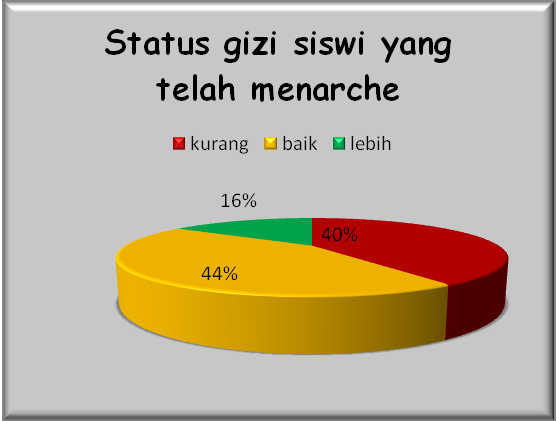 Status gizi siswi yang
telah menarche
kurang baik lebih
16%
40%
44%